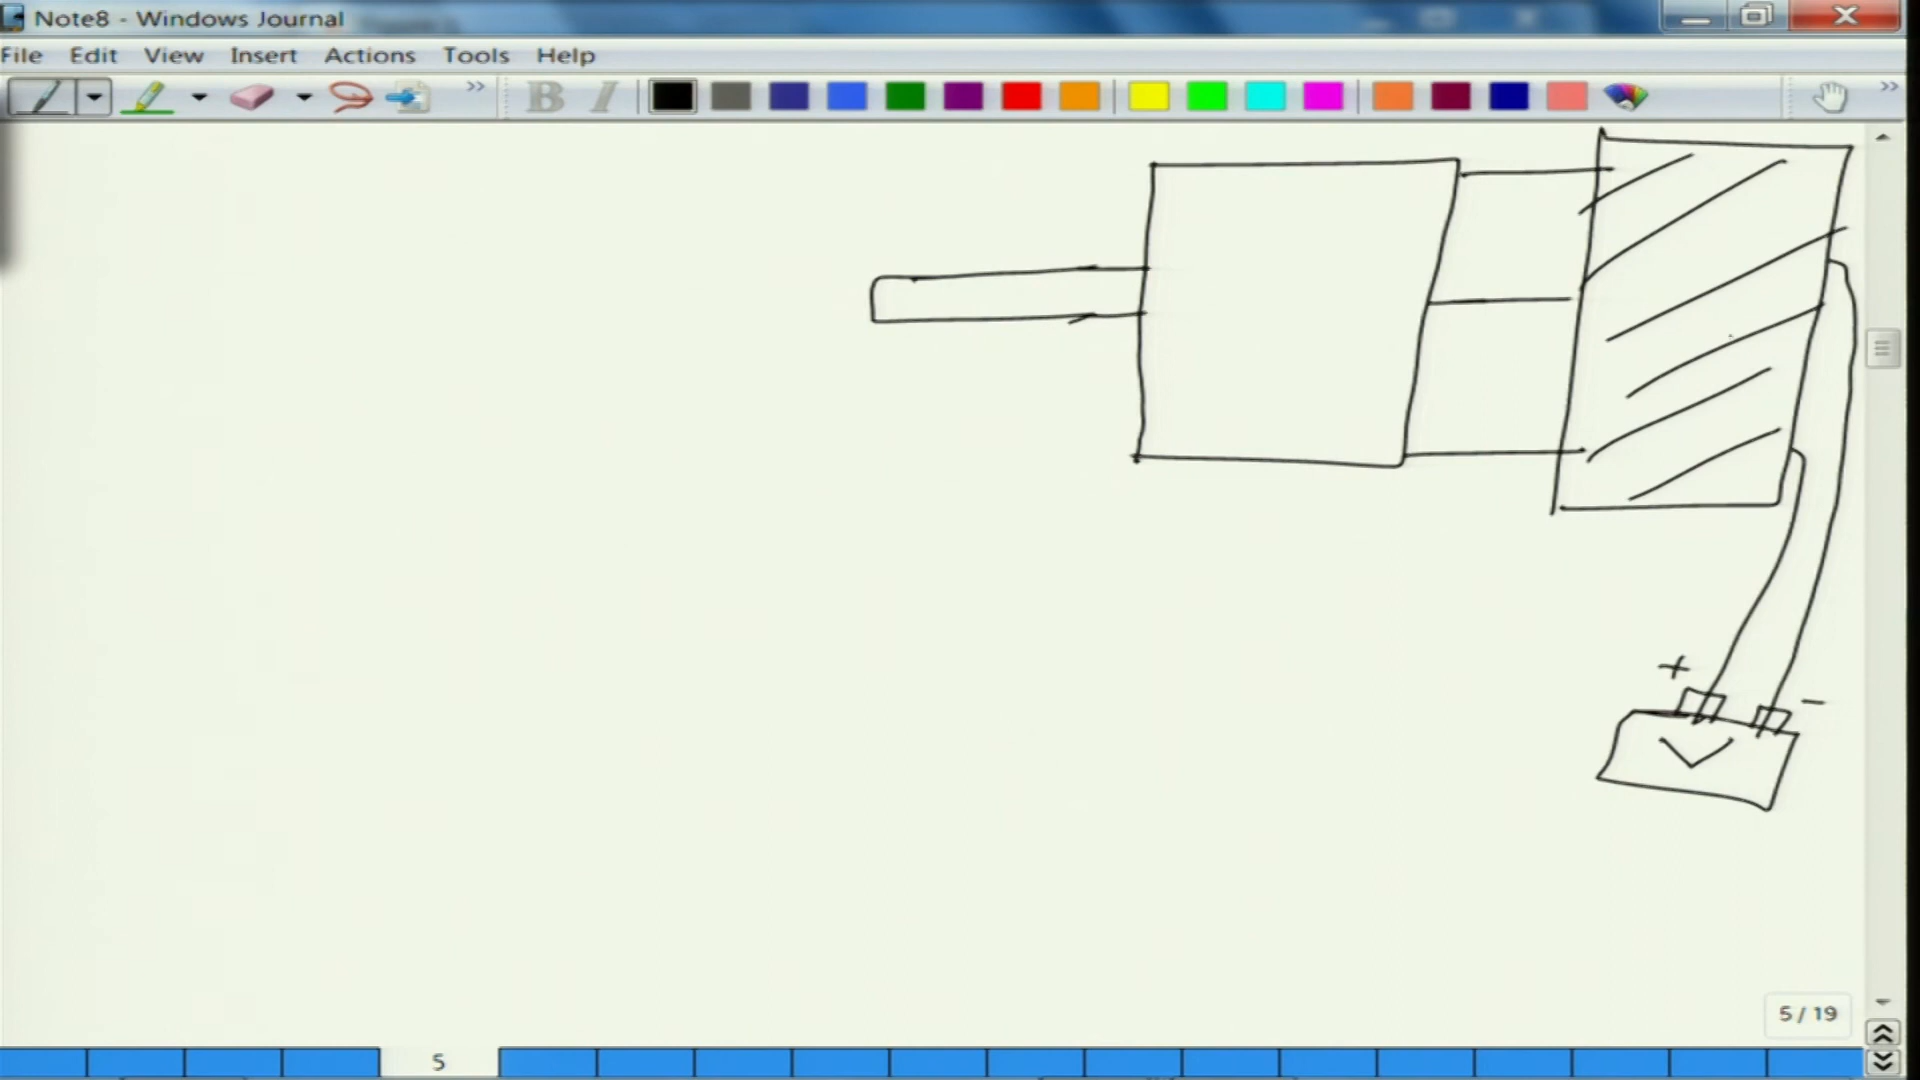 Note8 - Windows Journal
File Edit View Insert Actions Tools Help
B I
+
-
V
5 / 19
5